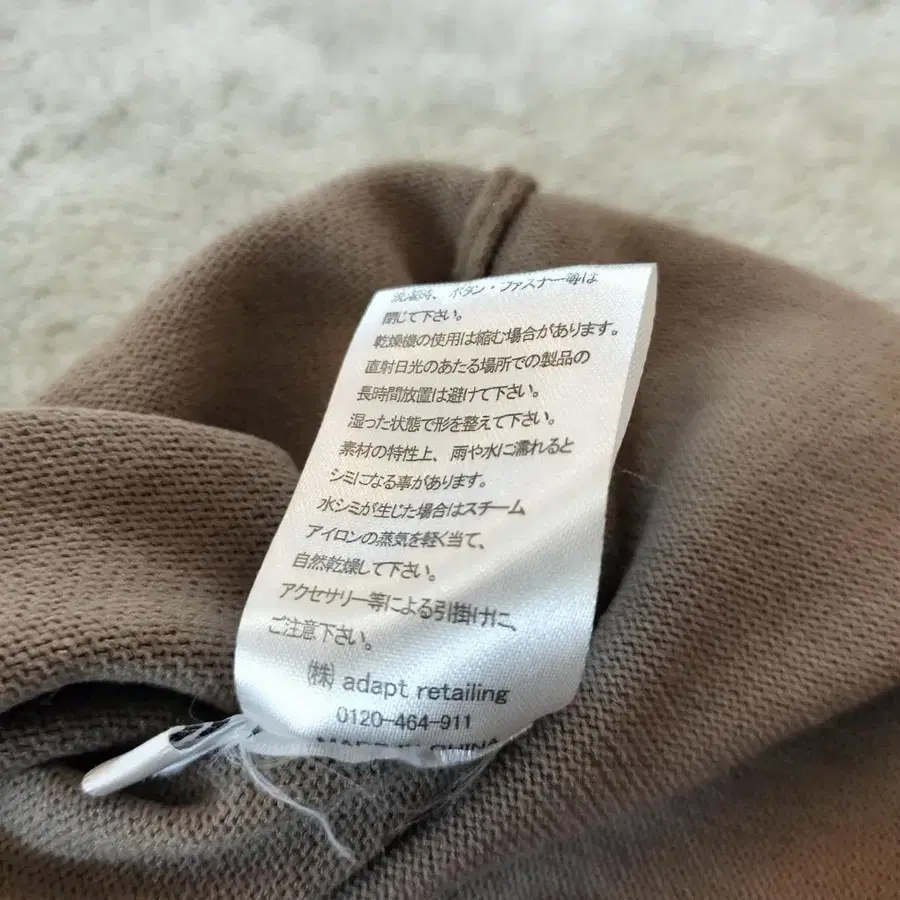 洗濯時、ボタン・ファスナー等は
閉じて下さい。
乾燥機の使用は縮む場合があります。
直射日光のあたる場所での製品の
長時間放置は避けて下さい。
湿った状態で形を整えて下さい。
素材の特性上、雨や水に濡れると
シミになる事があります。
水シミが生じた場合はスチーム
アイロンの蒸気を軽く当て、
自然乾燥して下さい。
アクセサリー等による引掛けに、
ご注意下さい。
(株) adapt retailing
0120-464-911
MADE IN CHINA